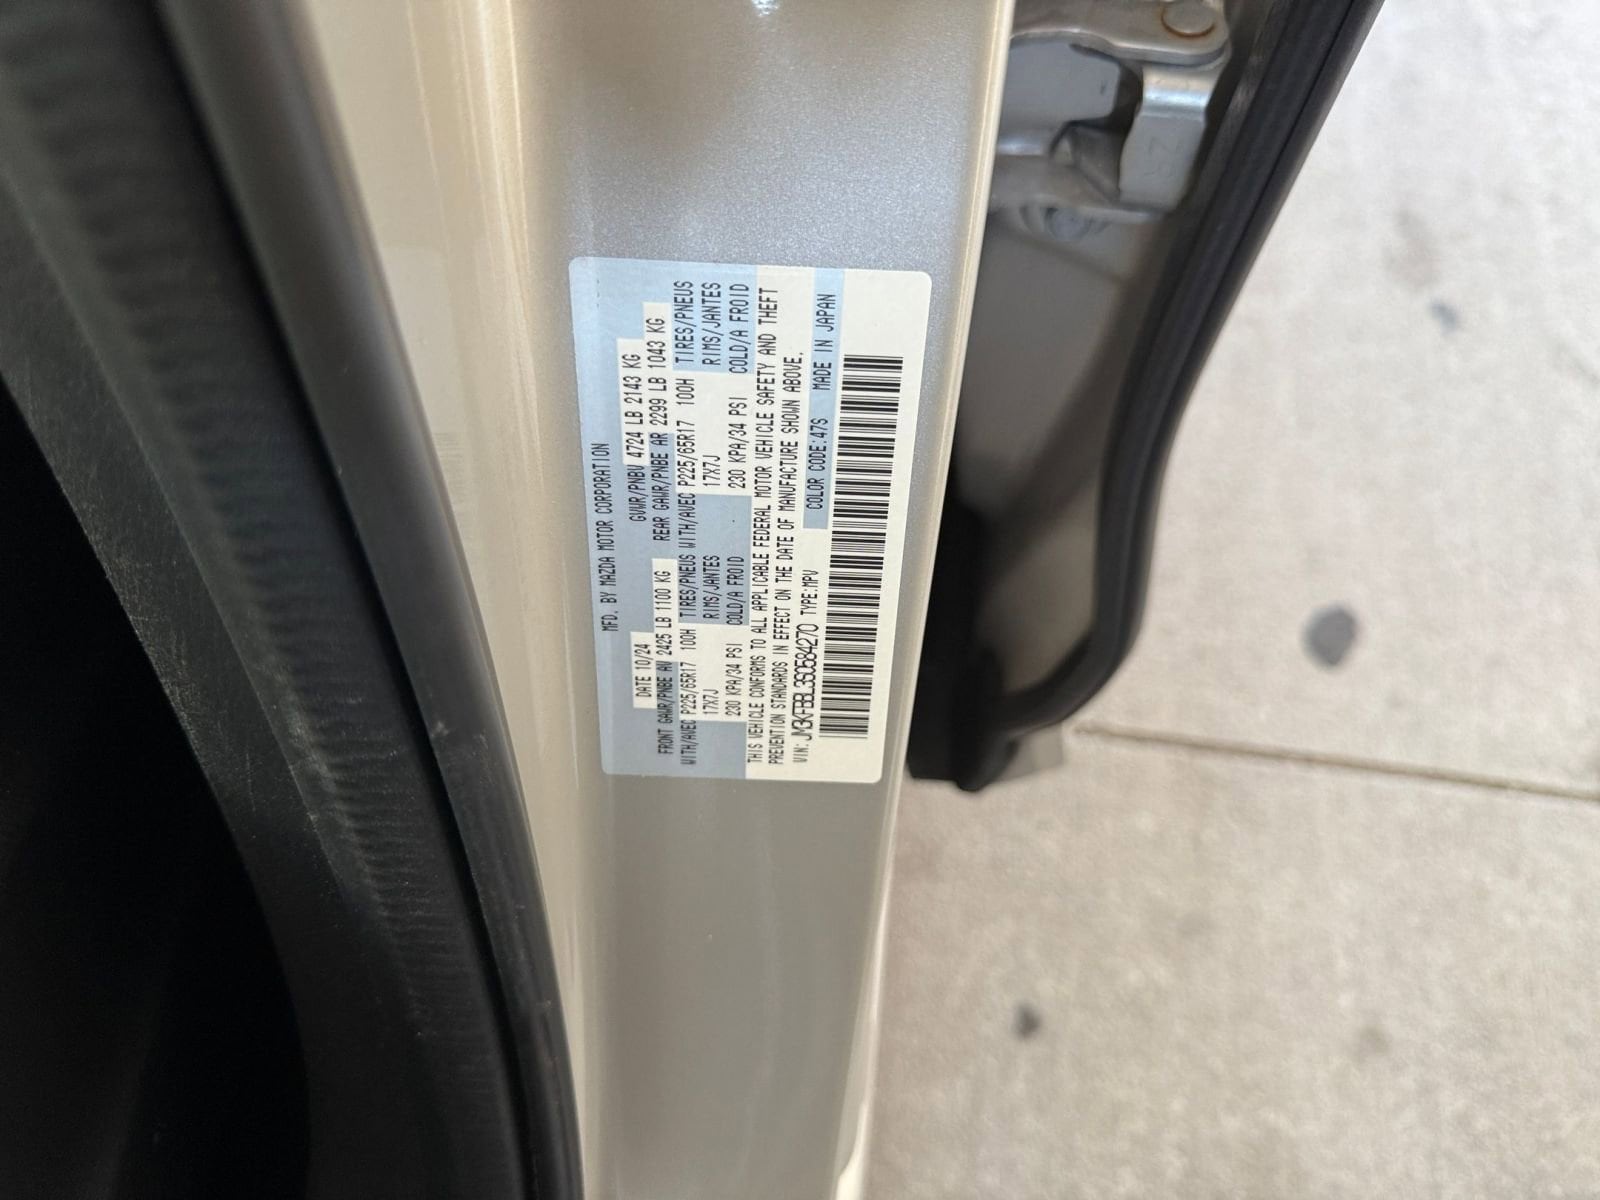 MFD. BY MAZDA MOTOR CORPORATION
DATE 10/24 GVWR/PNBV 4724 LB 2143 KG
FRONT GAWR/PNBE AV 2425 LB 1100 KG REAR GAWR/PNBE AR 2299 LB 1043 KG
WITH/AVEC P225/65R17 100H TIRES/PNEUS WITH/AVEC P225/65R17 100H TIRES/PNEUS
17X7J RIMS/JANTES 17X7J RIMS/JANTES
230 KPA/34 PSI COLD/A FROID 230 KPA/34 PSI COLD/A FROID
THIS VEHICLE CONFORMS TO ALL APPLICABLE FEDERAL MOTOR VEHICLE SAFETY AND THEFT
PREVENTION STANDARDS IN EFFECT ON THE DATE OF MANUFACTURE SHOWN ABOVE.
VIN: JM3KFBBL3S0584270 TYPE:MPV COLOR CODE:47S MADE IN JAPAN